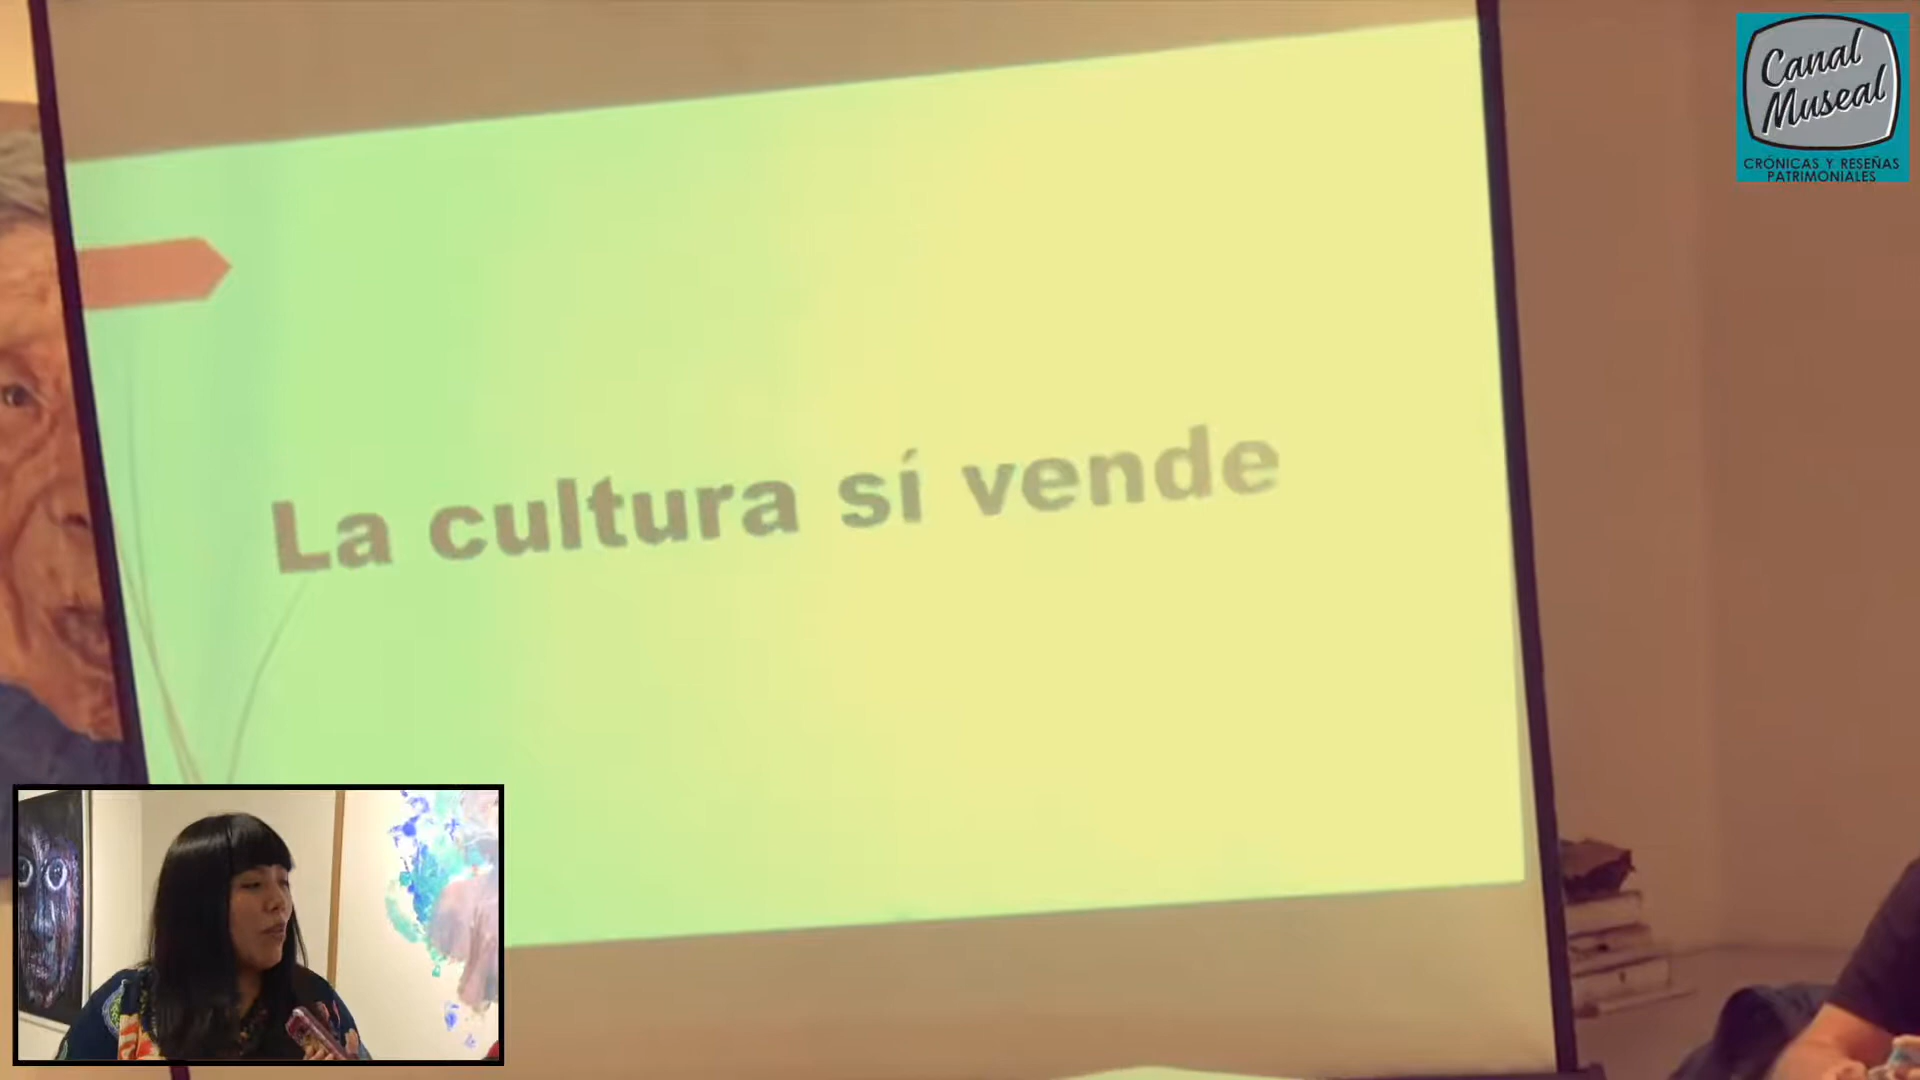 Canal
Museal
CRÓNICAS Y RESEÑAS
PATRIMONIALES
La cultura sí vende